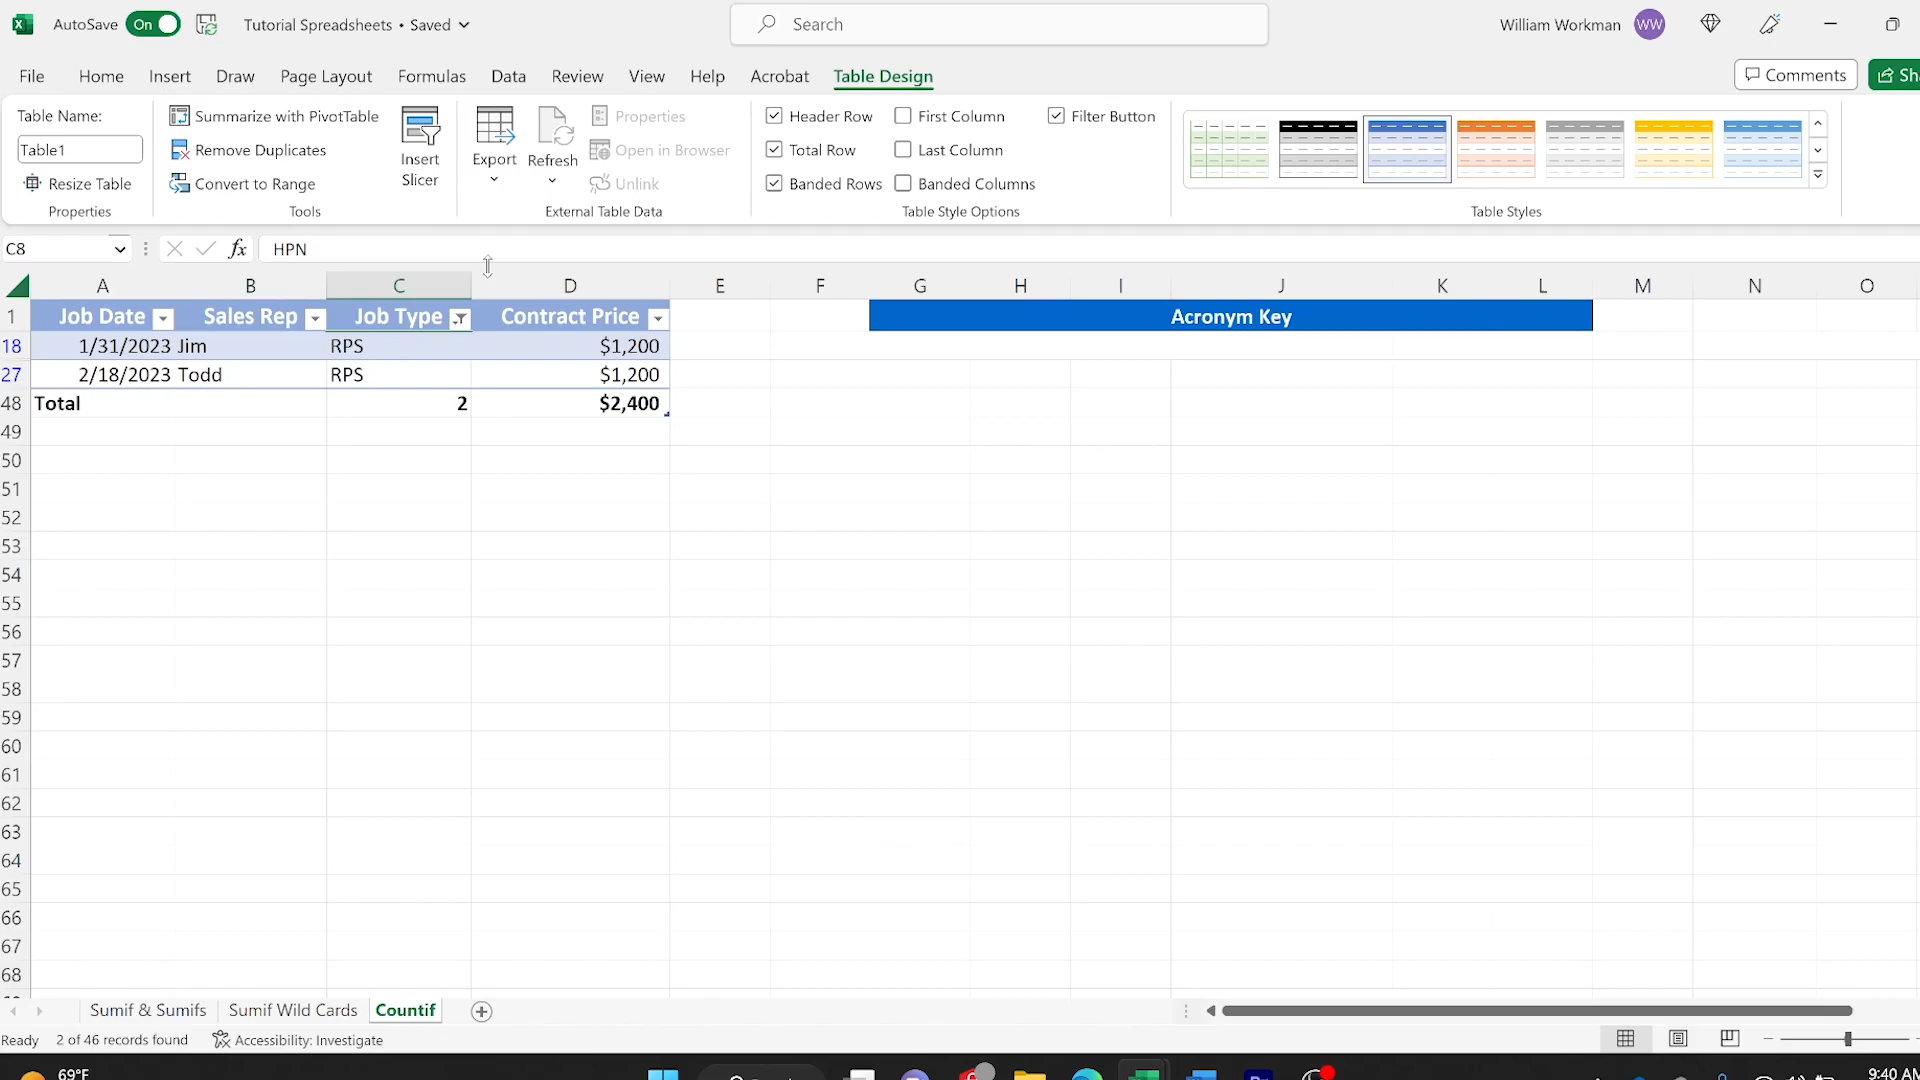 AutoSave On Tutorial Spreadsheets • Saved Search William Workman WW
File Home Insert Draw Page Layout Formulas Data Review View Help Acrobat Table Design Comments Sha
Table Name: Summarize with PivotTable Properties Header Row First Column Filter Button
Table1 Remove Duplicates Insert Slicer Export Refresh Open in Browser Total Row Last Column
Resize Table Convert to Range Unlink Banded Rows Banded Columns
Properties Tools External Table Data Table Style Options Table Styles
C8 fx HPN
A B C D E F G H I J K L M N O
1 Job Date Sales Rep Job Type Contract Price Acronym Key
18 1/31/2023 Jim RPS $1,200
27 2/18/2023 Todd RPS $1,200
48 Total 2 $2,400
49
50
51
52
53
54
55
56
57
58
59
60
61
62
63
64
65
66
67
68
Sumif & Sumifs Sumif Wild Cards Countif
Ready 2 of 46 records found Accessibility: Investigate
69°F 9:40 AM